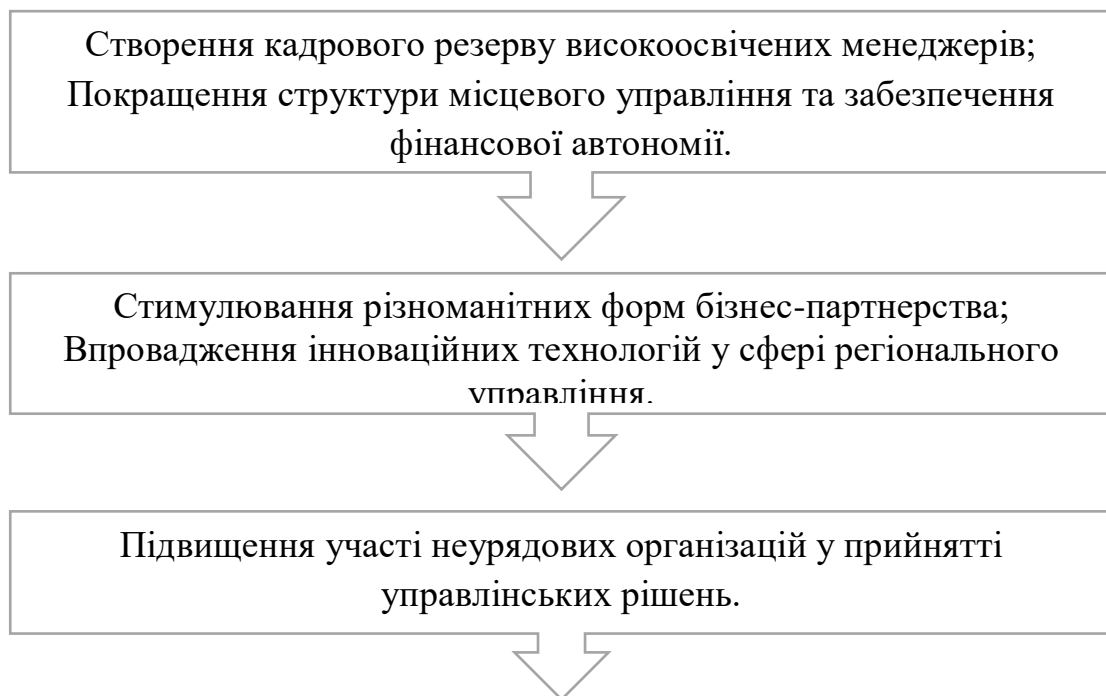 Створення кадрового резерву високоосвічених менеджерів;
Покращення структури місцевого управління та забезпечення
фінансової автономії.
Стимулювання різноманітних форм бізнес-партнерства;
Впровадження інноваційних технологій у сфері регіонального
управління.
Підвищення участі неурядових організацій у прийнятті
управлінських рішень.